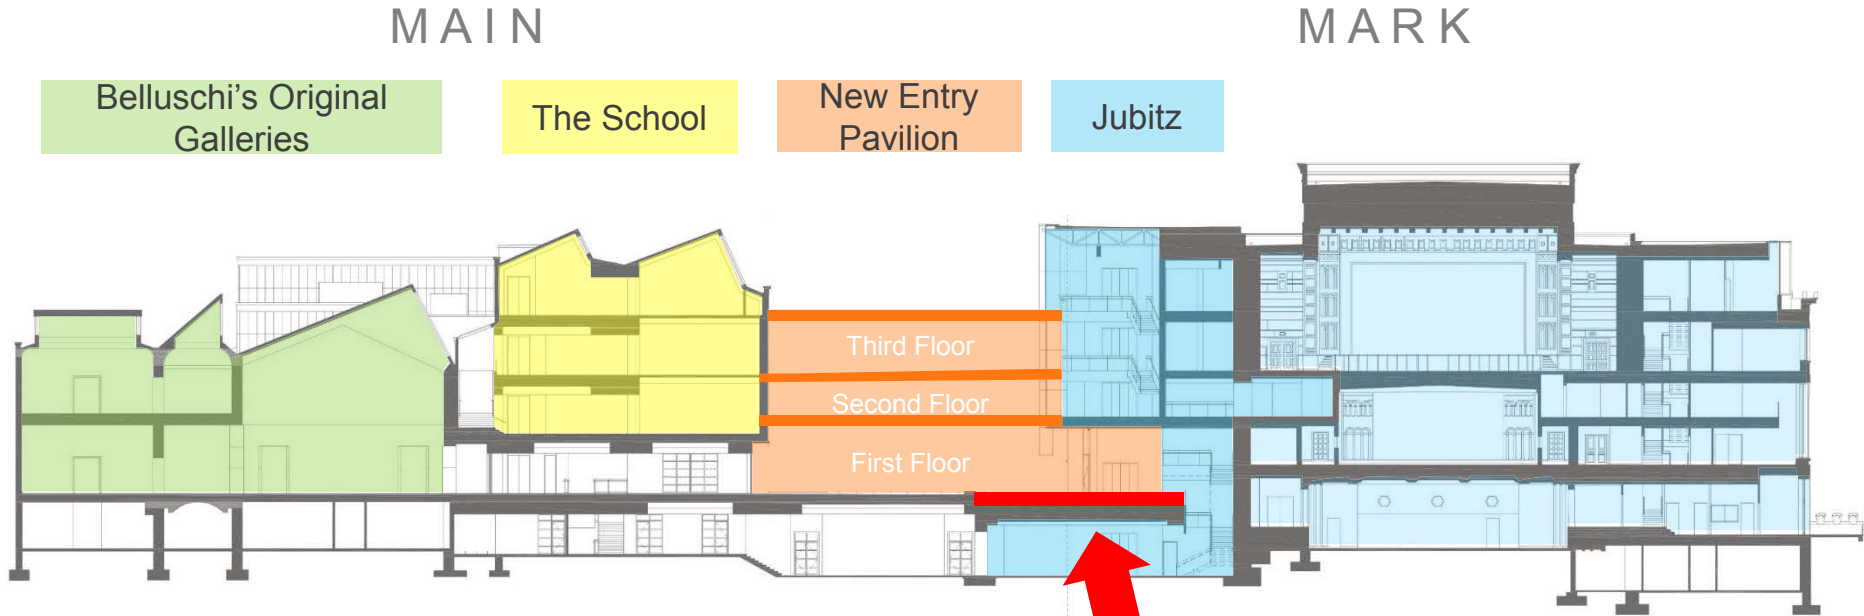 MAIN
MARK
Belluschi's Original
Galleries
The School
New Entry
Pavilion
Jubitz
Third Floor
Second Floor
First Floor